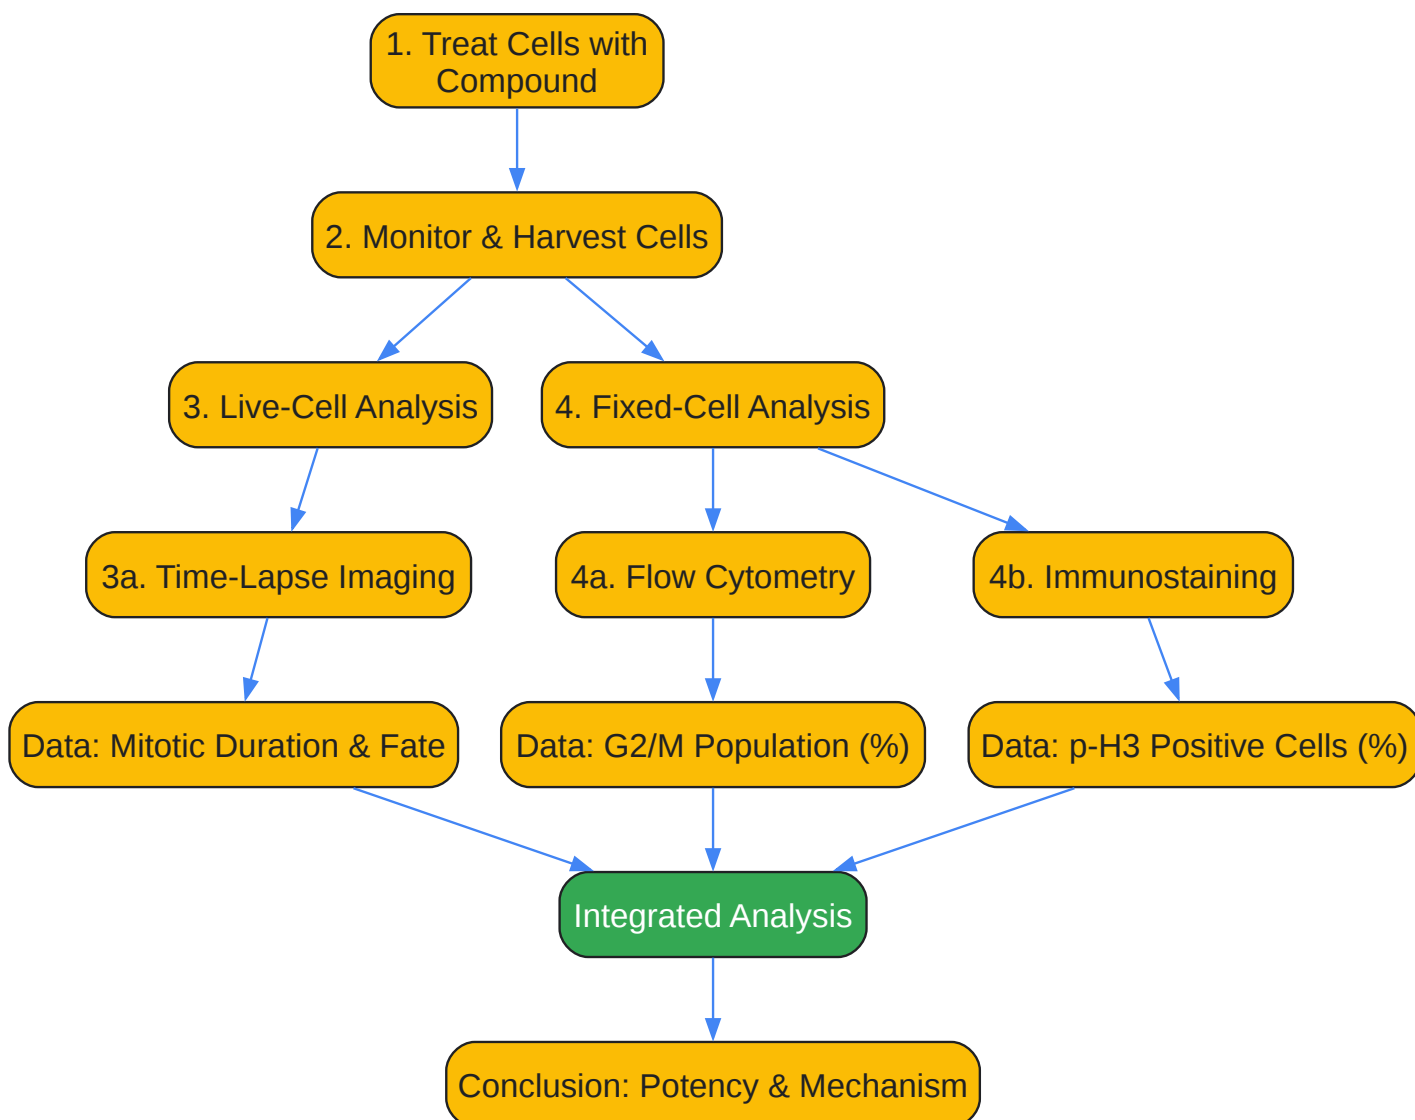 1. Treat Cells with
Compound
2. Monitor & Harvest Cells
3. Live-Cell Analysis
4. Fixed-Cell Analysis
3a. Time-Lapse Imaging
4a. Flow Cytometry
4b. Immunostaining
Data: Mitotic Duration & Fate
Data: G2/M Population (%)
Data: p-H3 Positive Cells (%)
Integrated Analysis
Conclusion: Potency & Mechanism